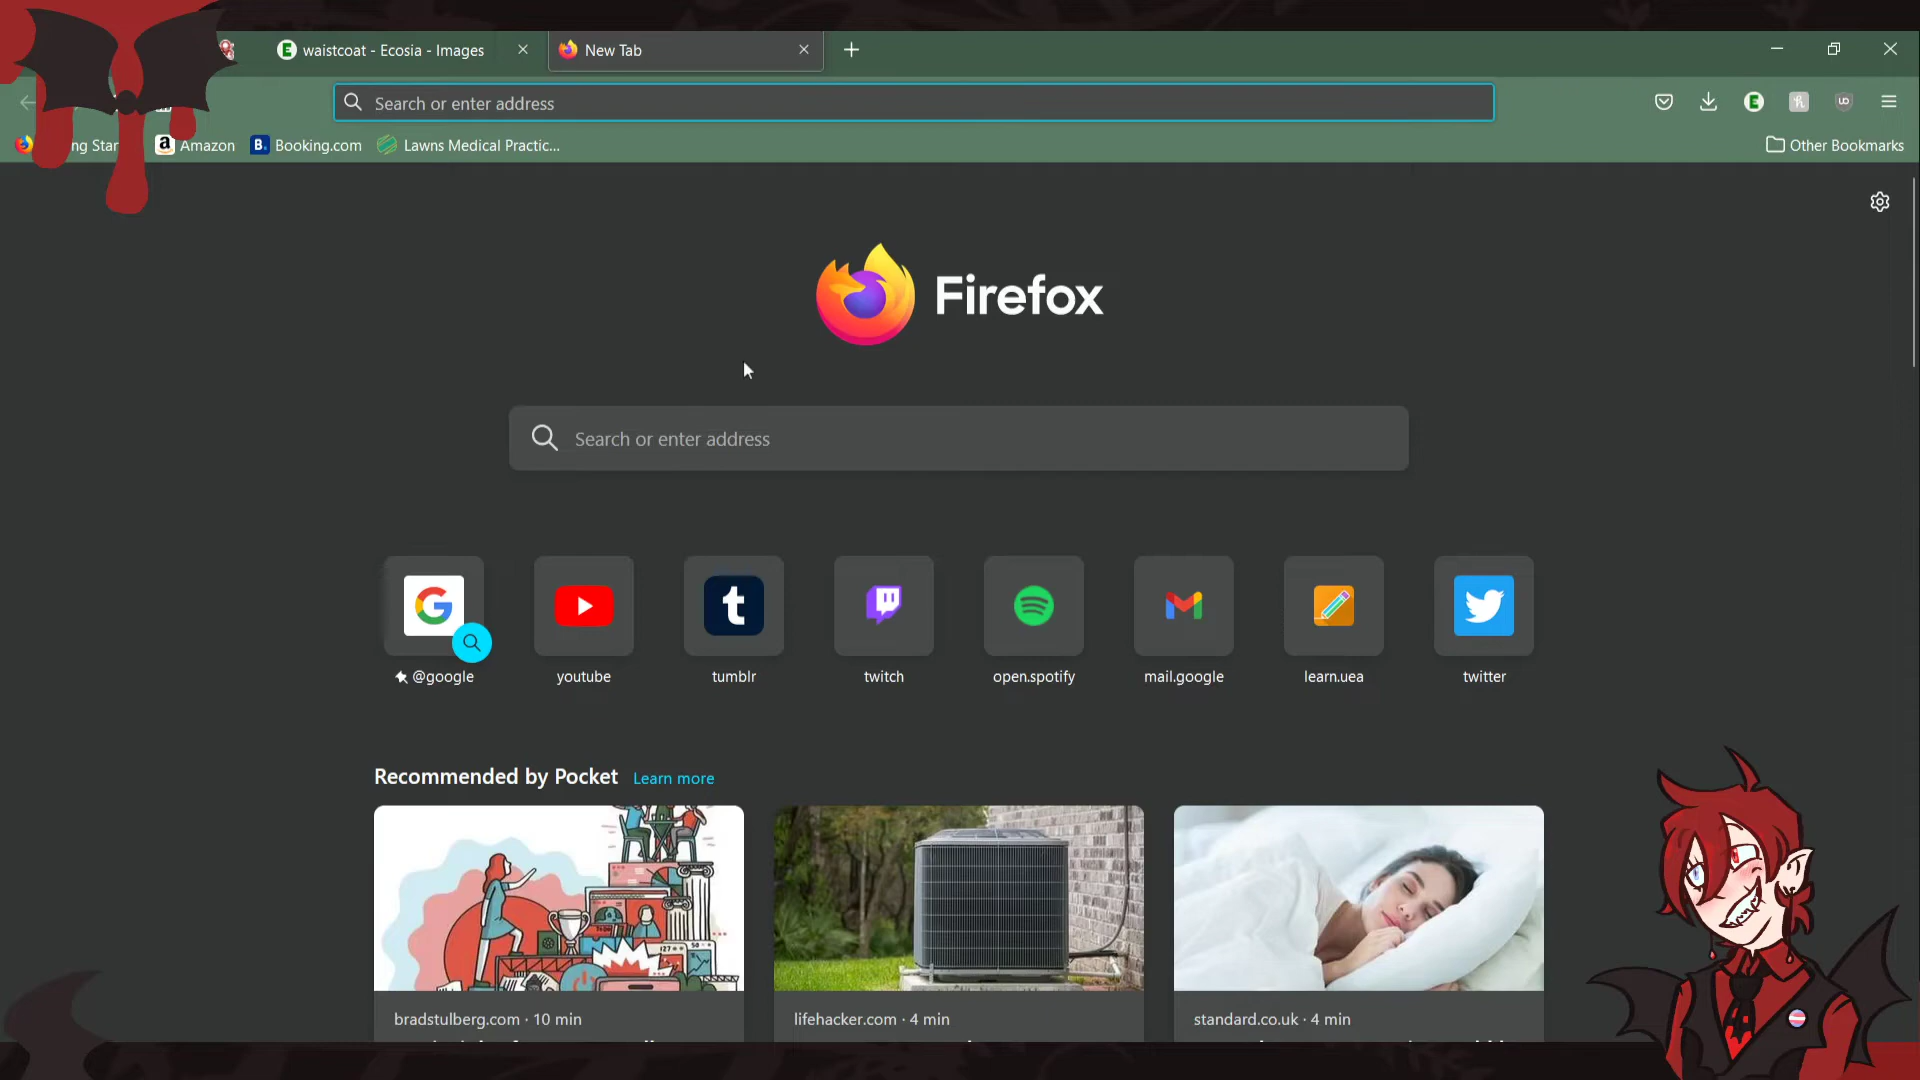 waistcoat - Ecosia - Images
New Tab
Search or enter address
ng Star
Amazon
Booking.com
Lawns Medical Practic...
Other Bookmarks
Firefox
Search or enter address
@google
youtube
tumblr
twitch
open.spotify
mail.google
learn.uea
twitter
Recommended by Pocket Learn more
bradstulberg.com · 10 min
lifehacker.com · 4 min
standard.co.uk · 4 min